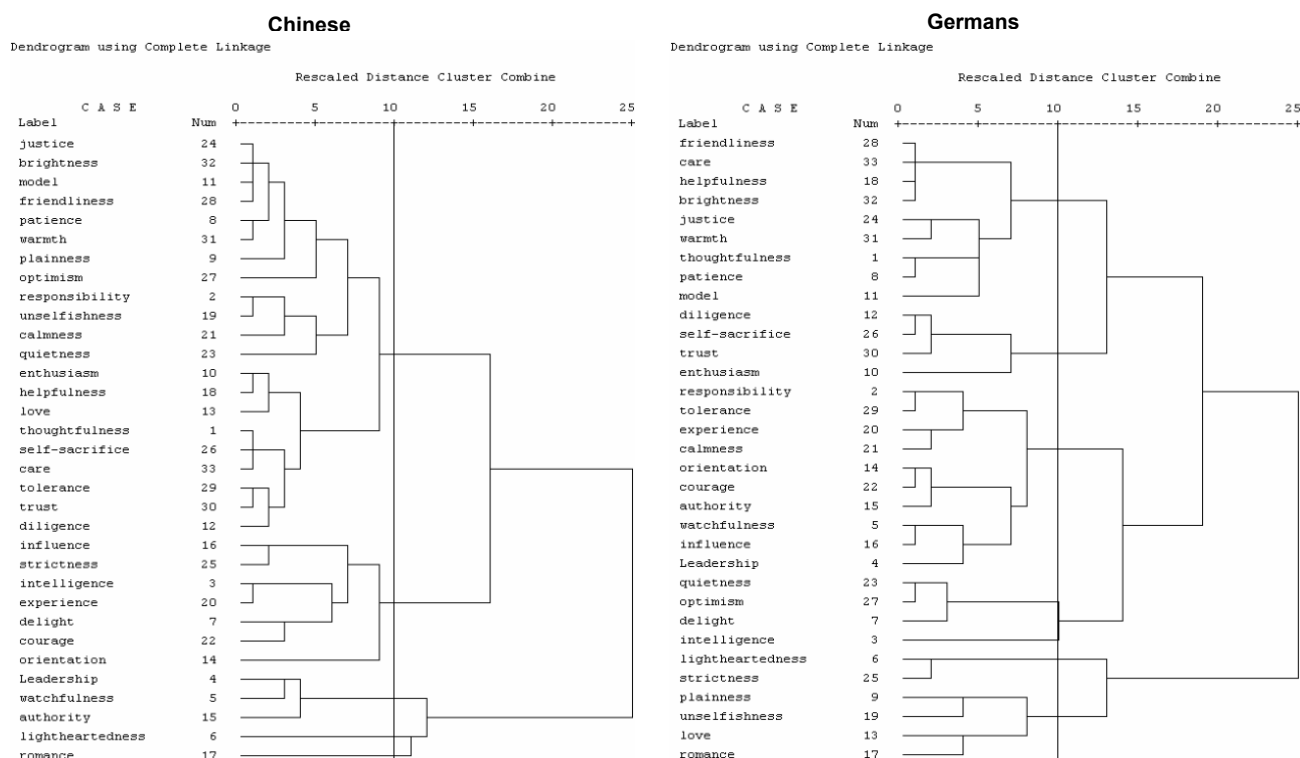 Chinese
Dendrogram using Complete Linkage
Rescaled Distance Cluster Combine
C A S E 0 5 10 15 20 25
Label Num
justice 24
brightness 32
model 11
friendliness 28
patience 8
warmth 31
plainness 9
optimism 27
responsibility 2
unselfishness 19
calmness 21
quietness 23
enthusiasm 10
helpfulness 18
love 13
thoughtfulness 1
self-sacrifice 26
care 33
tolerance 29
trust 30
diligence 12
influence 16
strictness 25
intelligence 3
experience 20
delight 7
courage 22
orientation 14
Leadership 4
watchfulness 5
authority 15
lightheartedness 6
romance 17
Germans
Dendrogram using Complete Linkage
Rescaled Distance Cluster Combine
C A S E 0 5 10 15 20 25
Label Num
friendliness 28
care 33
helpfulness 18
brightness 32
justice 24
warmth 31
thoughtfulness 1
patience 8
model 11
diligence 12
self-sacrifice 26
trust 30
enthusiasm 10
responsibility 2
tolerance 29
experience 20
calmness 21
orientation 14
courage 22
authority 15
watchfulness 5
influence 16
Leadership 4
quietness 23
optimism 27
delight 7
intelligence 3
lightheartedness 6
strictness 25
plainness 9
unselfishness 19
love 13
romance 17